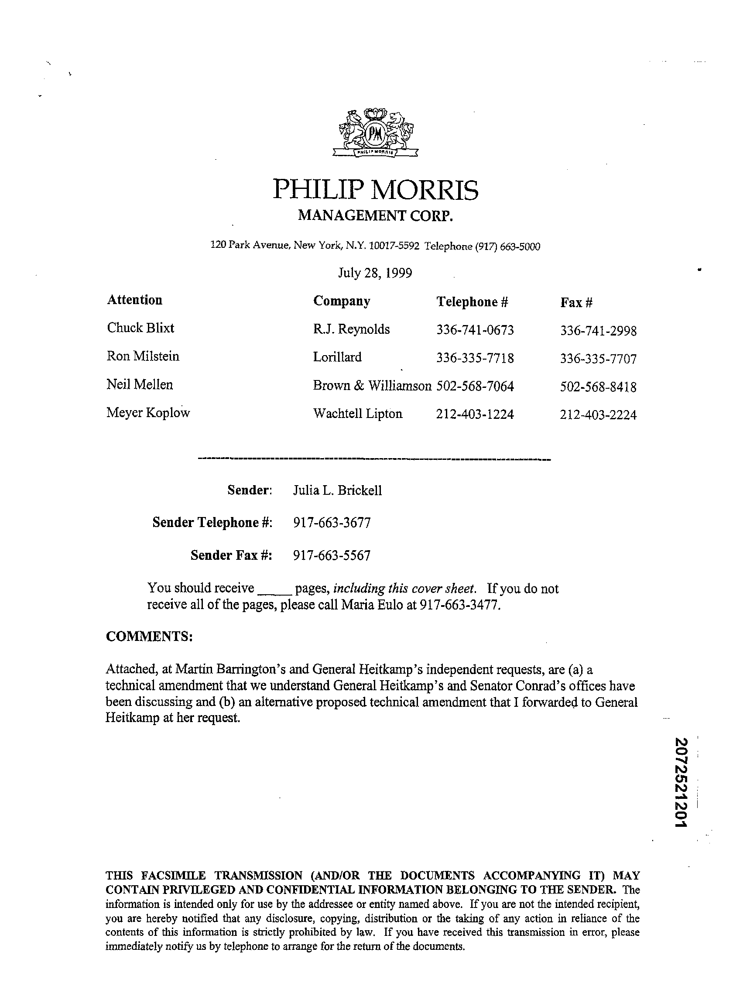 PM
PHILIP MORRIS
PHILIP MORRIS
MANAGEMENT CORP.
120 Park Avenue, New York, N.Y. 10017-5592 Telephone (917) 663-5000
July 28, 1999
Attention Company Telephone # Fax #
Chuck Blixt R.J. Reynolds 336-741-0673 336-741-2998
Ron Milstein Lorillard 336-335-7718 336-335-7707
Neil Mellen Brown & Williamson 502-568-7064 502-568-8418
Meyer Koplow Wachtell Lipton 212-403-1224 212-403-2224
Sender: Julia L. Brickell
Sender Telephone #: 917-663-3677
Sender Fax #: 917-663-5567
You should receive _____ pages, including this cover sheet. If you do not
receive all of the pages, please call Maria Eulo at 917-663-3477.
COMMENTS:
Attached, at Martin Barrington's and General Heitkamp's independent requests, are (a) a
technical amendment that we understand General Heitkamp's and Senator Conrad's offices have
been discussing and (b) an alternative proposed technical amendment that I forwarded to General
Heitkamp at her request.
2072521201
THIS FACSIMILE TRANSMISSION (AND/OR THE DOCUMENTS ACCOMPANYING IT) MAY
CONTAIN PRIVILEGED AND CONFIDENTIAL INFORMATION BELONGING TO THE SENDER. The
information is intended only for use by the addressee or entity named above. If you are not the intended recipient,
you are hereby notified that any disclosure, copying, distribution or the taking of any action in reliance of the
contents of this information is strictly prohibited by law. If you have received this transmission in error, please
immediately notify us by telephone to arrange for the return of the documents.